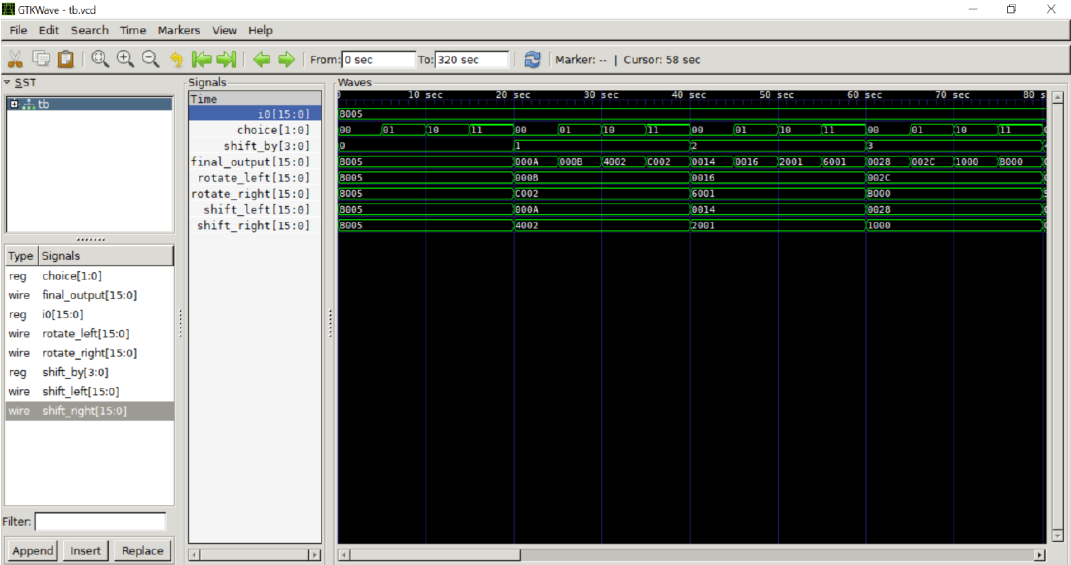 GTKWave - tb.vcd
File Edit Search Time Markers View Help
From: 0 sec To: 320 sec Marker: -- | Cursor: 58 sec
SST
tb
Type Signals
reg choice[1:0]
wire final_output[15:0]
reg i0[15:0]
wire rotate_left[15:0]
wire rotate_right[15:0]
reg shift_by[3:0]
wire shift_left[15:0]
wire shift_right[15:0]
Filter:
Append Insert Replace
Signals
Time
i0[15:0]
choice[1:0]
shift_by[3:0]
final_output[15:0]
rotate_left[15:0]
rotate_right[15:0]
shift_left[15:0]
shift_right[15:0]
Waves
0 10 sec 20 sec 30 sec 40 sec 50 sec 60 sec 70 sec 80 s
8005
00 01 10 11 00 01 10 11 00 01 10 11 00 01 10 11
0 1 2 3
8005 000A 000B 4002 C002 0014 0016 2001 6001 0028 002C 1000 B000
8005 000B 0016 002C
8005 C002 6001 B000
8005 000A 0014 0028
8005 4002 2001 1000